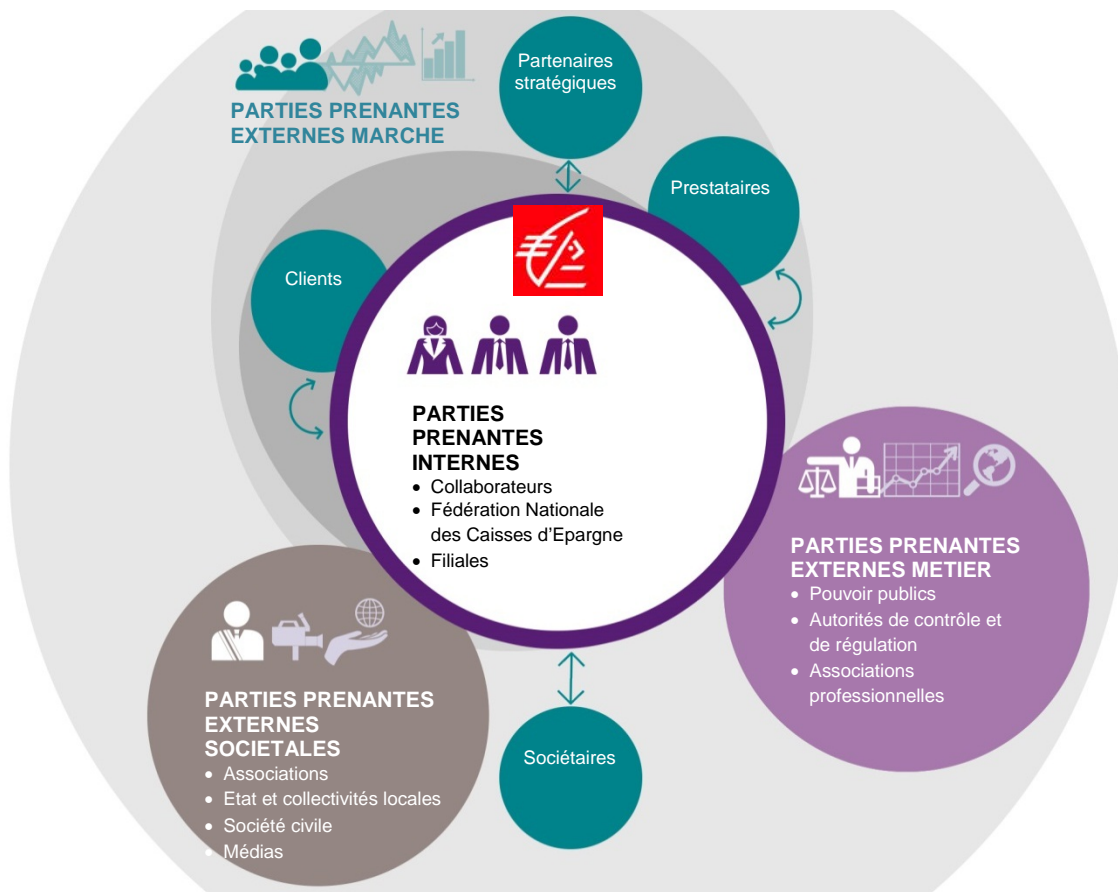 PARTIES PRENANTES
EXTERNES MARCHE
Partenaires
stratégiques
Prestataires
Clients
PARTIES
PRENANTES
INTERNES
• Collaborateurs
• Fédération Nationale
des Caisses d’Epargne
• Filiales
PARTIES PRENANTES
EXTERNES METIER
• Pouvoir publics
• Autorités de contrôle et
de régulation
• Associations
professionnelles
PARTIES PRENANTES
EXTERNES
SOCIETALES
• Associations
• Etat et collectivités locales
• Société civile
• Médias
Sociétaires